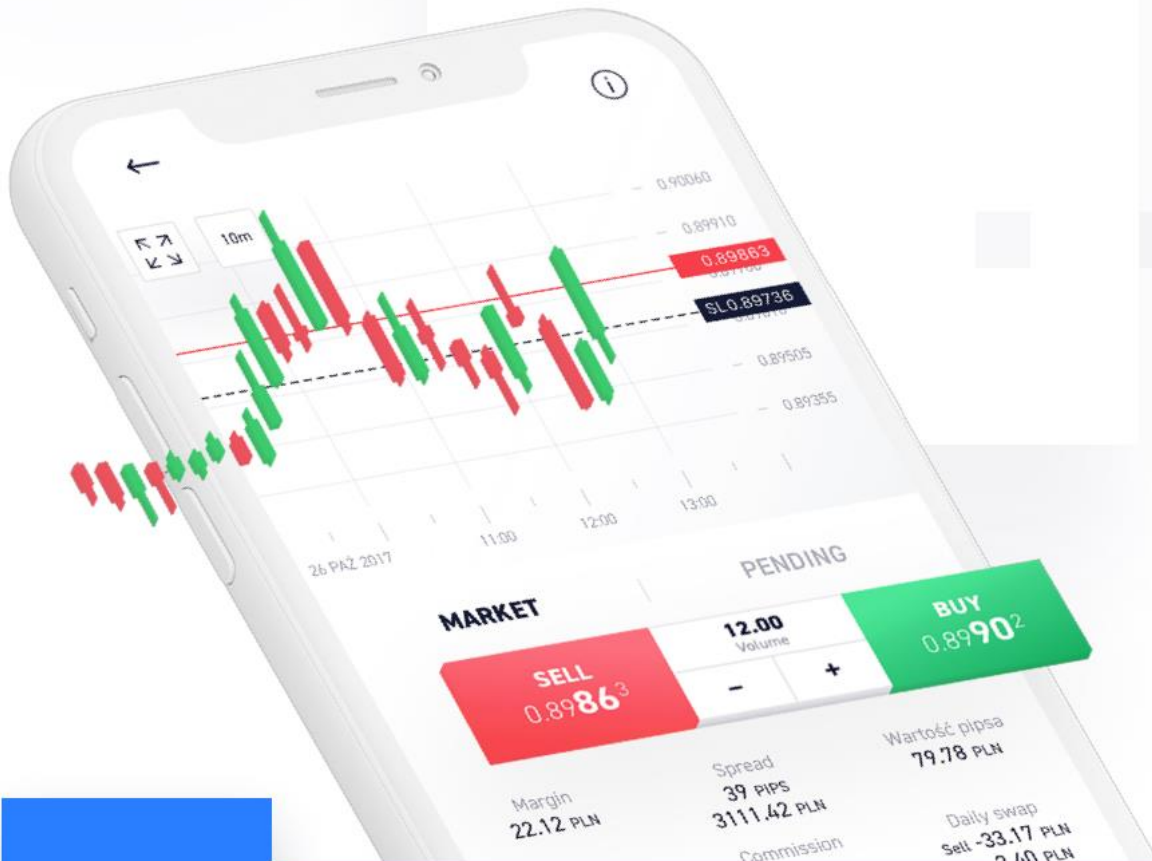 10m
0.90060
0.89910
0.89863
SL0.89736
0.89505
0.89355
26 PAŹ 2017
11:00
12:00
13:00
MARKET
PENDING
SELL
0.89863
12.00
Volume
-
+
BUY
0.89902
Margin
22.12 PLN
Spread
39 PIPS
3111.42 PLN
Wartość pipsa
79.78 PLN
Commission
Daily swap
Sell -33.17 PLN
PLN